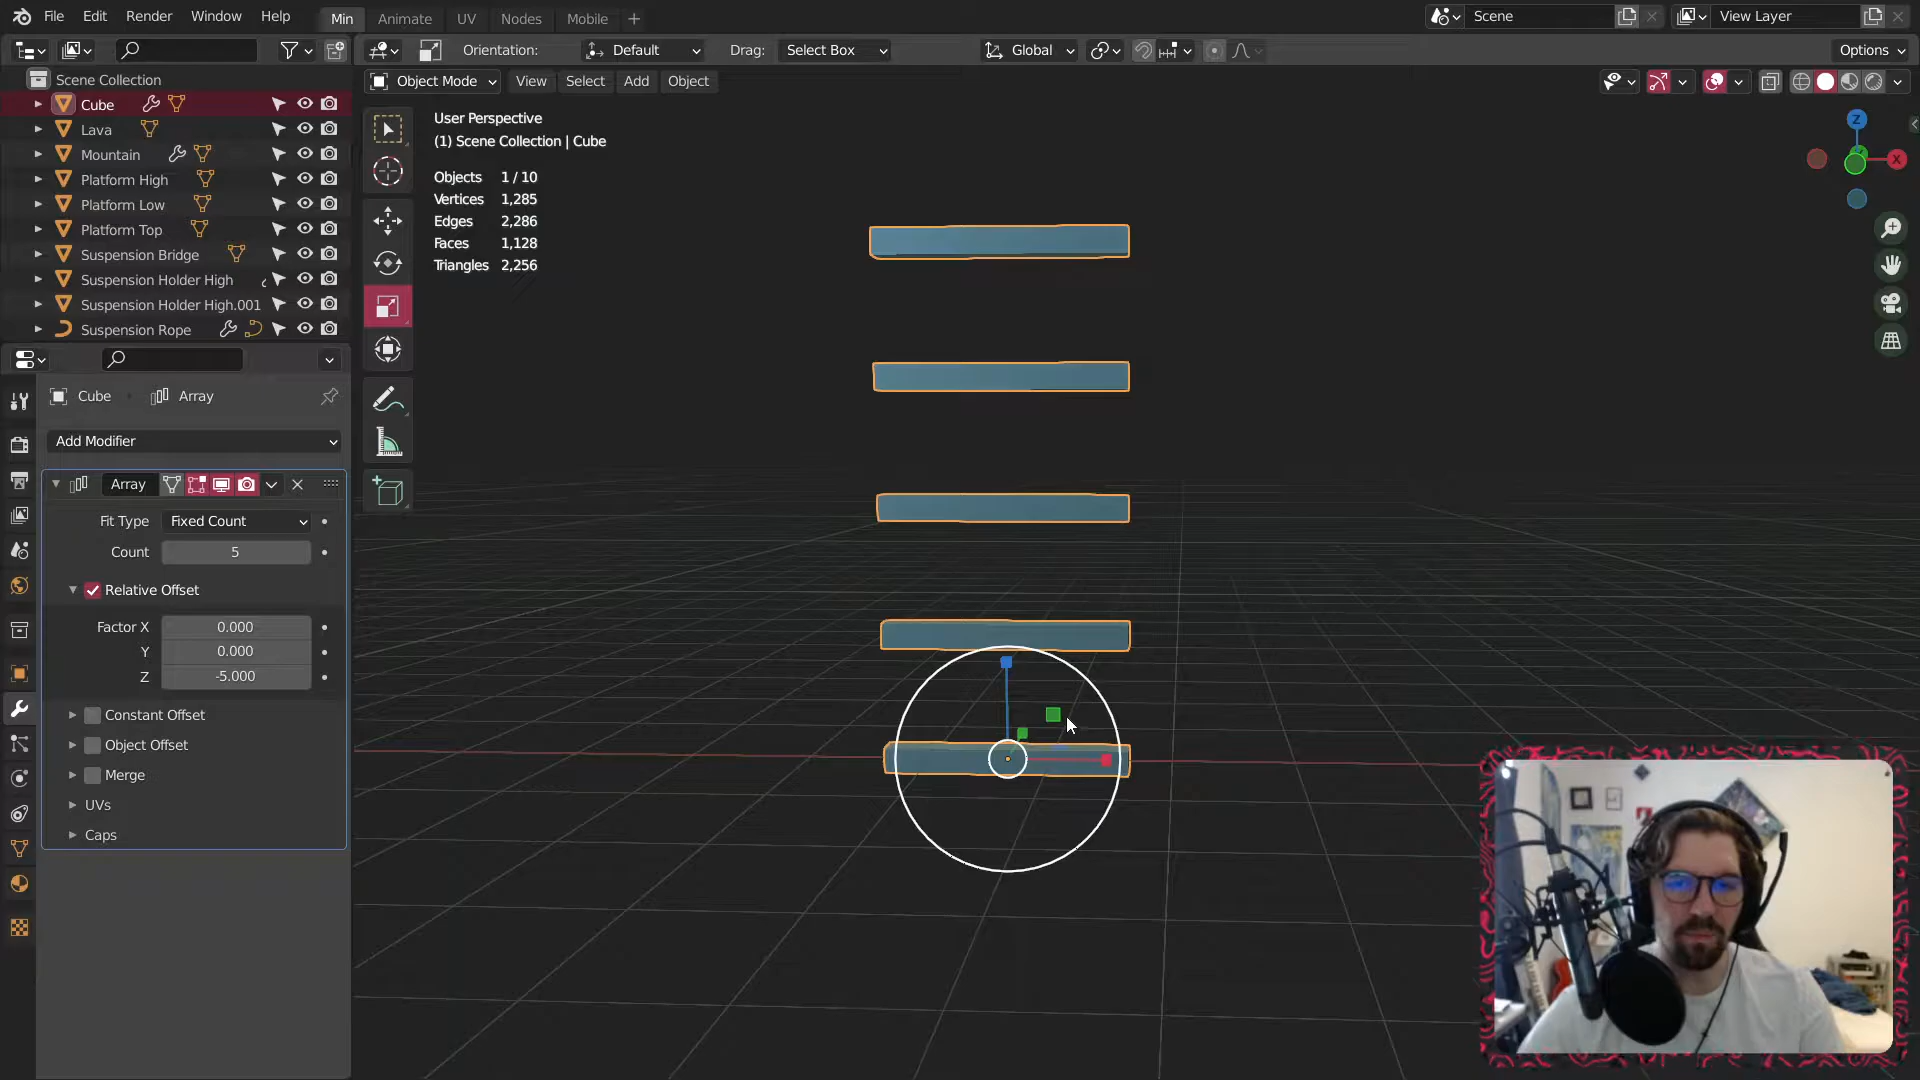 File Edit Render Window Help Min Animate UV Nodes Mobile
Scene View Layer
Orientation: Default Drag: Select Box Global Options
Scene Collection
Object Mode View Select Add Object
Cube
Lava
Mountain
Platform High
Platform Low
Platform Top
Suspension Bridge
Suspension Holder High
Suspension Holder High.001
Suspension Rope
User Perspective
(1) Scene Collection | Cube
Objects 1 / 10
Vertices 1,285
Edges 2,286
Faces 1,128
Triangles 2,256
Z
X
Cube Array
Add Modifier
Array
Fit Type Fixed Count
Count 5
Relative Offset
Factor X 0.000
Y 0.000
Z -5.000
Constant Offset
Object Offset
Merge
UVs
Caps